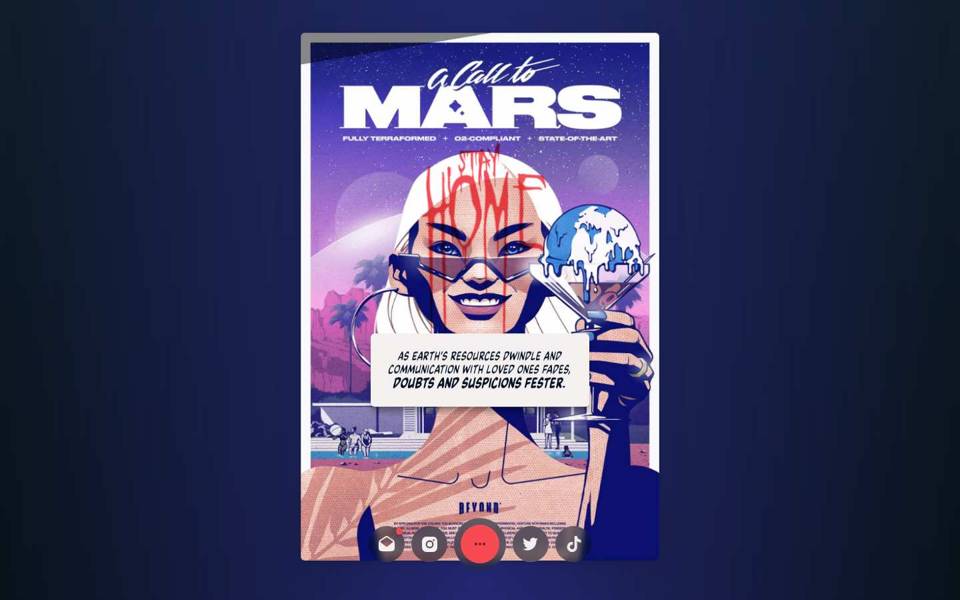 a Call to
MARS
FULLY TERRAFORMED + O2-COMPLIANT + STATE-OF-THE-ART
STAY
HOME
AS EARTH'S RESOURCES DWINDLE AND
COMMUNICATION WITH LOVED ONES FADES,
DOUBTS AND SUSPICIONS FESTER.
BEYOND